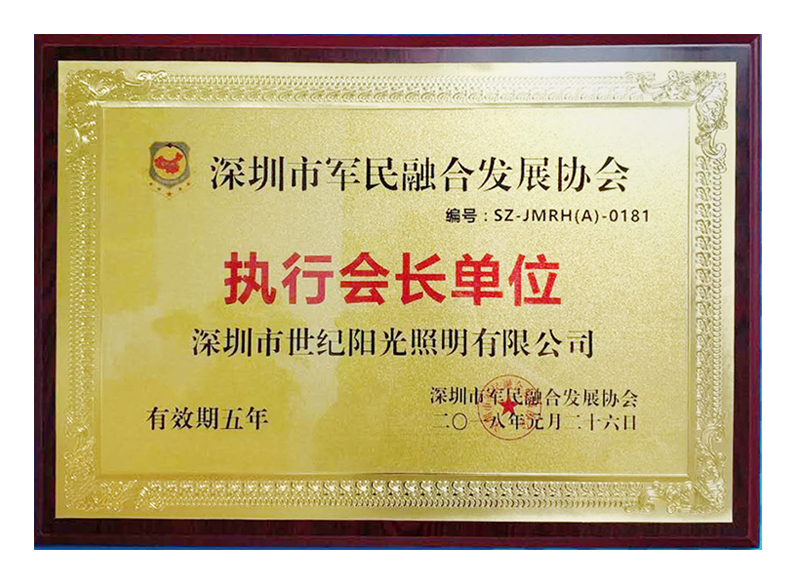 深圳市军民融合发展协会
编号：SZ-JMRH(A)-0181
执行会长单位
深圳市世纪阳光照明有限公司
有效期五年
深圳市军民融合发展协会
二〇一八年元月二十六日